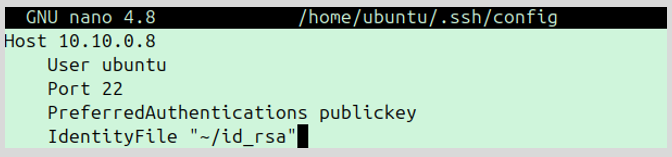 GNU nano 4.8 /home/ubuntu/.ssh/config
Host 10.10.0.8
User ubuntu
Port 22
PreferredAuthentications publickey
IdentityFile "~/id_rsa"